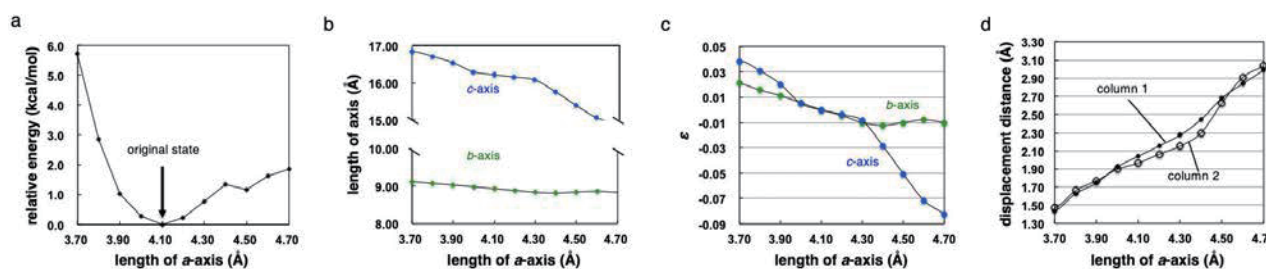 a
relative energy (kcal/mol)
6.0
5.0
4.0
3.0
2.0
1.0
0.0
original state
3.70 3.90 4.10 4.30 4.50 4.70
length of a-axis (Å)
b
length of axis (Å)
17.00
16.00
15.00
10.00
9.00
8.00
c-axis
b-axis
3.70 3.90 4.10 4.30 4.50 4.70
length of a-axis (Å)
c
ε
0.05
0.03
0.01
-0.01
-0.03
-0.05
-0.07
-0.09
b-axis
c-axis
3.70 3.90 4.10 4.30 4.50 4.70
length of a-axis (Å)
d
displacement distance (Å)
3.30
3.10
2.90
2.70
2.50
2.30
2.10
1.90
1.70
1.50
1.30
column 1
column 2
3.70 3.90 4.10 4.30 4.50 4.70
length of a-axis (Å)